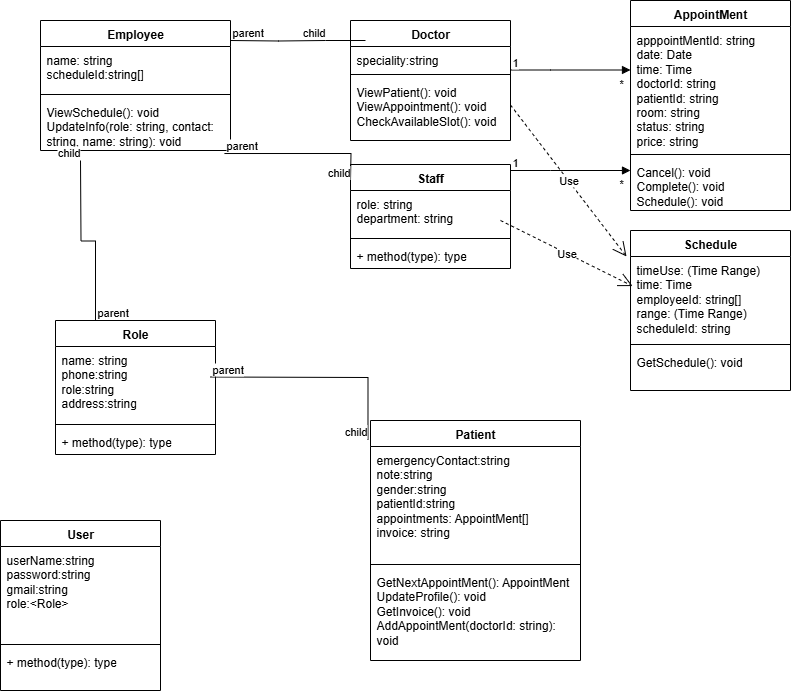 Employee
name: string
scheduleId:string[]
ViewSchedule(): void
UpdateInfo(role: string, contact:
string, name: string): void
parent
child
Doctor
speciality:string
ViewPatient(): void
ViewAppointment(): void
CheckAvailableSlot(): void
1
*
AppointMent
apppointMentId: string
date: Date
time: Time
doctorId: string
patientId: string
room: string
status: string
price: string
Cancel(): void
Complete(): void
Schedule(): void
parent
child
Staff
role: string
department: string
+ method(type): type
1
*
Use
Use
Schedule
timeUse: (Time Range)
time: Time
employeeId: string[]
range: (Time Range)
scheduleId: string
GetSchedule(): void
child
parent
Role
name: string
phone:string
role:string
address:string
+ method(type): type
parent
child
Patient
emergencyContact:string
note:string
gender:string
patientId:string
appointments: AppointMent[]
invoice: string
GetNextAppointMent(): AppointMent
UpdateProfile(): void
GetInvoice(): void
AddAppointMent(doctorId: string):
void
User
userName:string
password:string
gmail:string
role:<Role>
+ method(type): type